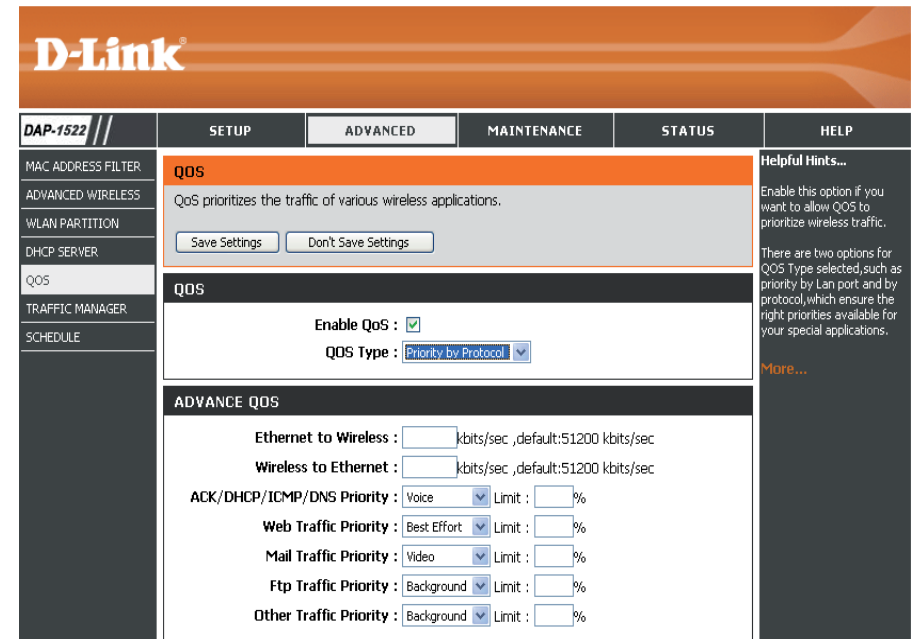 D-Link®
DAP-1522
SETUP ADVANCED MAINTENANCE STATUS HELP
MAC ADDRESS FILTER
ADVANCED WIRELESS
WLAN PARTITION
DHCP SERVER
QOS
TRAFFIC MANAGER
SCHEDULE
QOS
QoS prioritizes the traffic of various wireless applications.
Save Settings Don't Save Settings
QOS
Enable QoS :
QOS Type : Priority by Protocol
ADVANCE QOS
Ethernet to Wireless : kbits/sec ,default:51200 kbits/sec
Wireless to Ethernet : kbits/sec ,default:51200 kbits/sec
ACK/DHCP/ICMP/DNS Priority : Voice Limit : %
Web Traffic Priority : Best Effort Limit : %
Mail Traffic Priority : Video Limit : %
Ftp Traffic Priority : Background Limit : %
Other Traffic Priority : Background Limit : %
Helpful Hints...
Enable this option if you
want to allow QOS to
prioritize wireless traffic.
There are two options for
QOS Type selected,such as
priority by Lan port and by
protocol,which ensure the
right priorities available for
your special applications.
More...